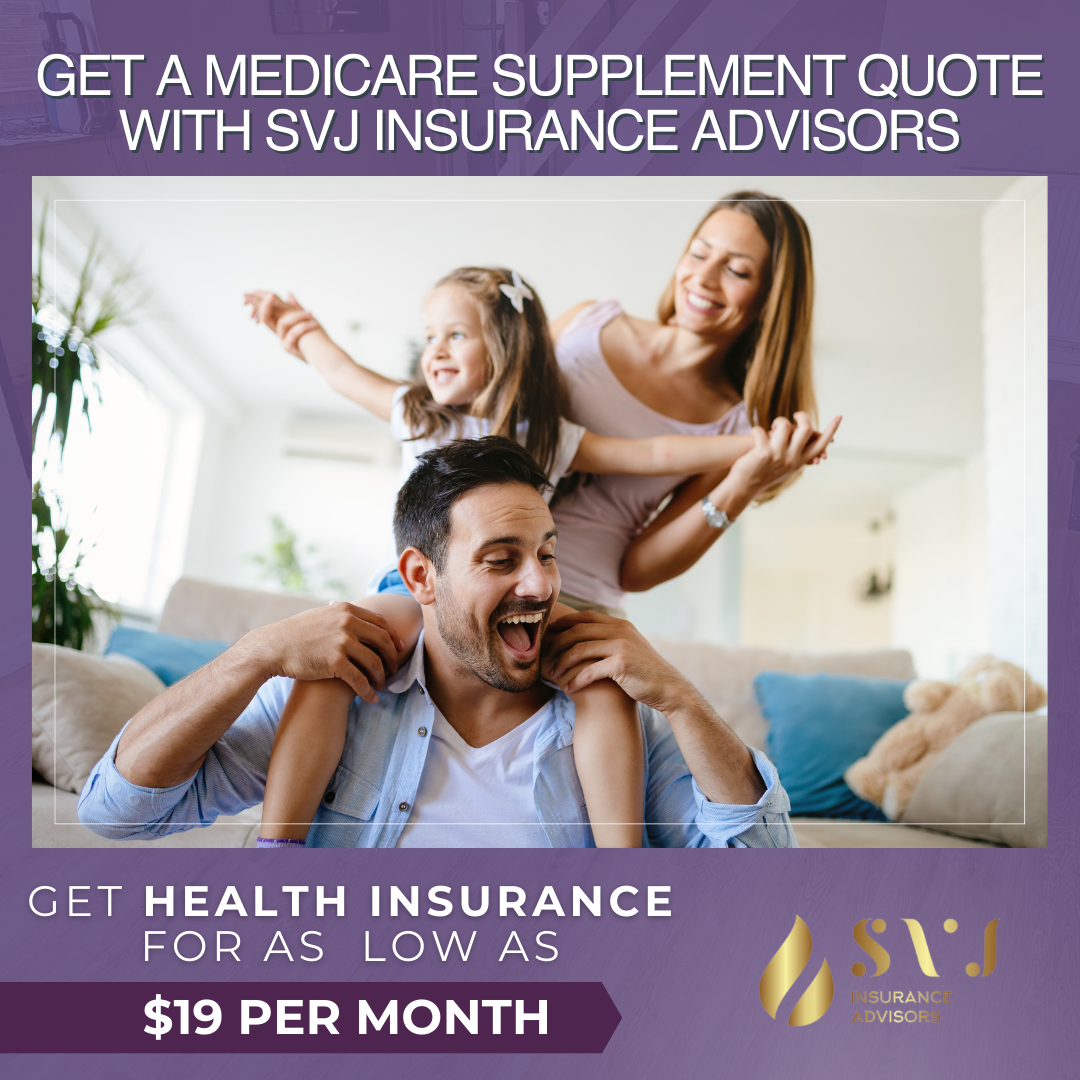 GET A MEDICARE SUPPLEMENT QUOTE
WITH SVJ INSURANCE ADVISORS
GET HEALTH INSURANCE
FOR AS LOW AS
$19 PER MONTH
SVJ
INSURANCE
ADVISORS